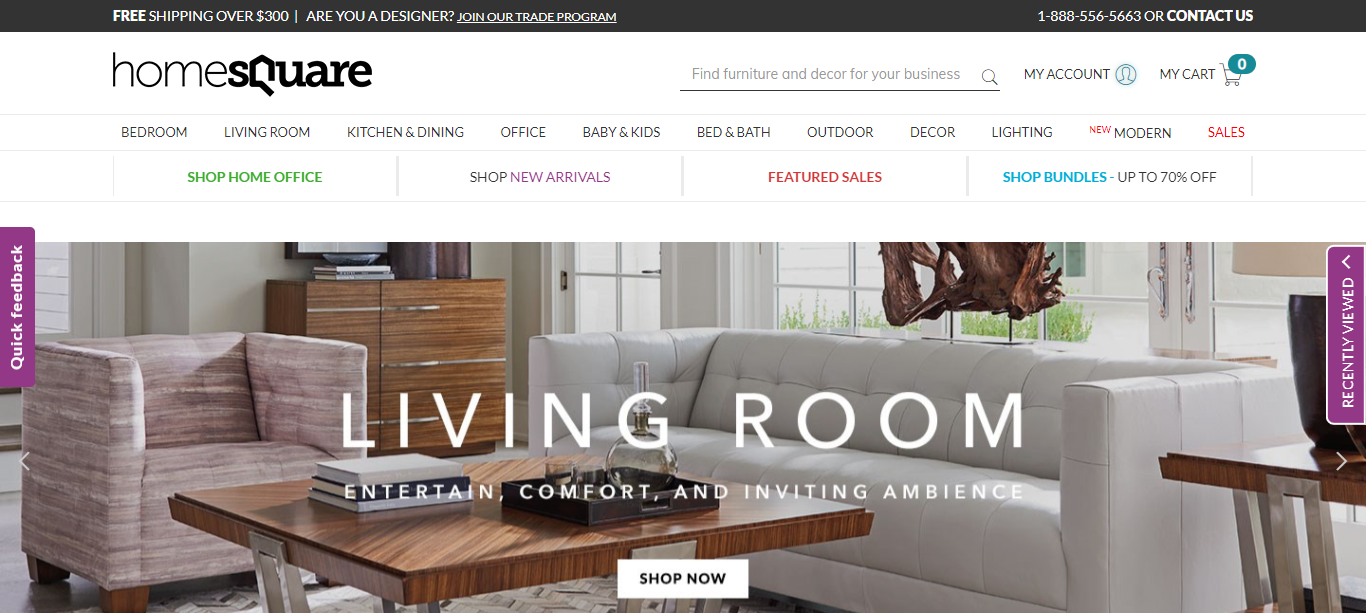 FREE SHIPPING OVER $300 | ARE YOU A DESIGNER? JOIN OUR TRADE PROGRAM
1-888-556-5663 OR CONTACT US
homesquare
Find furniture and decor for your business
MY ACCOUNT
MY CART
0
BEDROOM
LIVING ROOM
KITCHEN & DINING
OFFICE
BABY & KIDS
BED & BATH
OUTDOOR
DECOR
LIGHTING
NEW MODERN
SALES
SHOP HOME OFFICE
SHOP NEW ARRIVALS
FEATURED SALES
SHOP BUNDLES - UP TO 70% OFF
Quick feedback
RECENTLY VIEWED
LIVING ROOM
ENTERTAIN, COMFORT, AND INVITING AMBIENCE
SHOP NOW